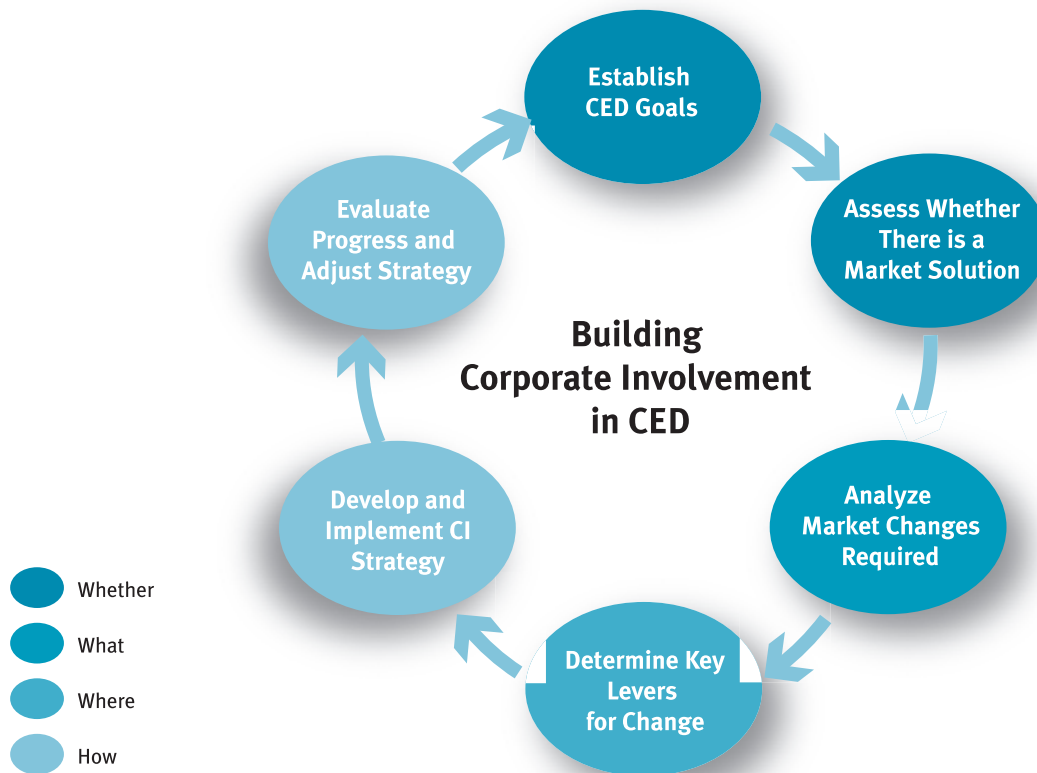 Establish
CED Goals
Assess Whether
There is a
Market Solution
Analyze
Market Changes
Required
Determine Key
Levers
for Change
Develop and
Implement CI
Strategy
Evaluate
Progress and
Adjust Strategy
Building
Corporate Involvement
in CED
Whether
What
Where
How